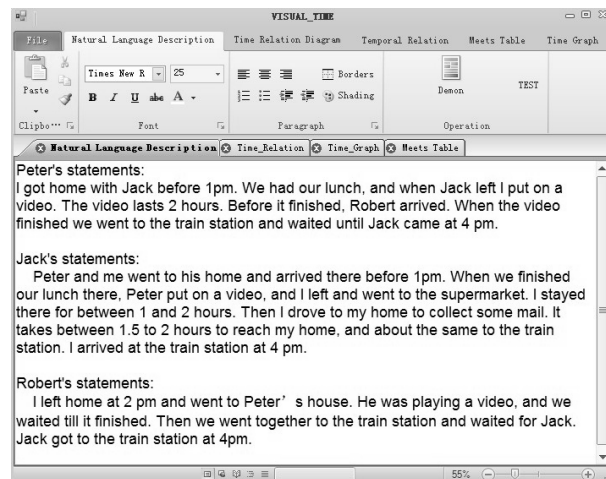 VISUAL_TIME
File Natural Language Description Time Relation Diagram Temporal Relation Meets Table Time Graph
Times New R 25 Borders
Paste B I U abc A Shading Demon TEST
Clipbo··· Font Paragraph Operation
Natural Language Description Time_Relation Time_Graph Meets Table
Peter's statements:
I got home with Jack before 1pm. We had our lunch, and when Jack left I put on a
video. The video lasts 2 hours. Before it finished, Robert arrived. When the video
finished we went to the train station and waited until Jack came at 4 pm.
Jack's statements:
Peter and me went to his home and arrived there before 1pm. When we finished
our lunch there, Peter put on a video, and I left and went to the supermarket. I stayed
there for between 1 and 2 hours. Then I drove to my home to collect some mail. It
takes between 1.5 to 2 hours to reach my home, and about the same to the train
station. I arrived at the train station at 4 pm.
Robert's statements:
I left home at 2 pm and went to Peter’s house. He was playing a video, and we
waited till it finished. Then we went together to the train station and waited for Jack.
Jack got to the train station at 4pm.
55%